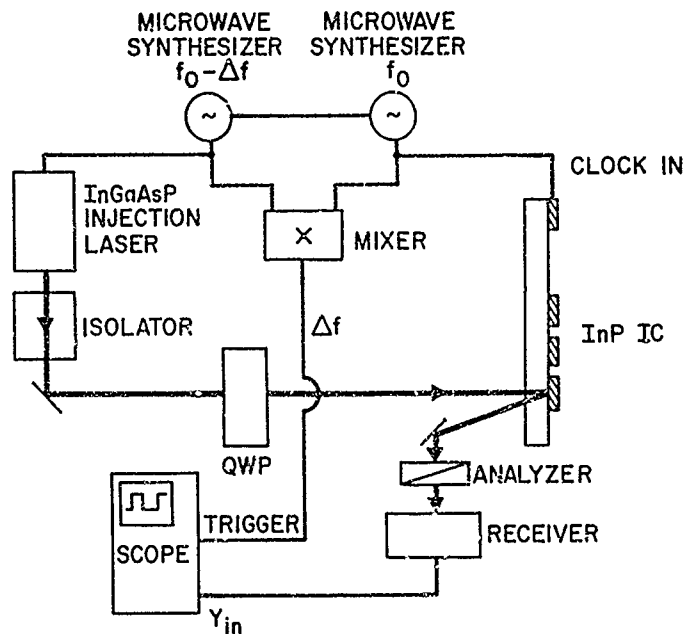 MICROWAVE
SYNTHESIZER
f₀-Δf
MICROWAVE
SYNTHESIZER
f₀
~
~
CLOCK IN
InGaAsP
INJECTION
LASER
X
MIXER
ISOLATOR
Δf
InP IC
QWP
ANALYZER
TRIGGER
SCOPE
RECEIVER
Yin